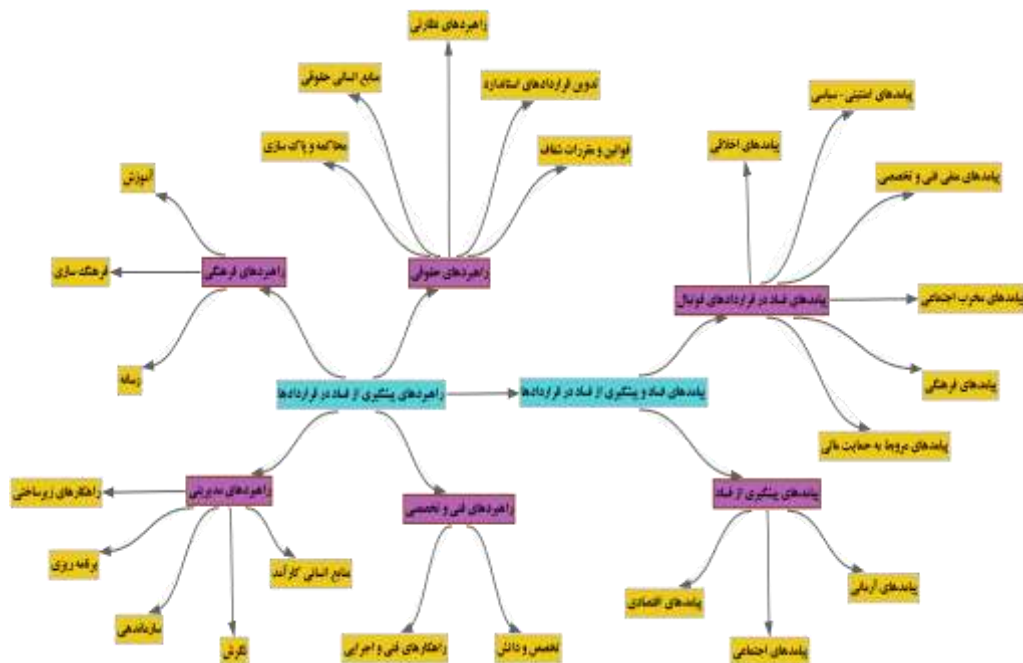 راهبردهای نظارتی
منابع انسانی حقوقی
تدوین قراردادهای استاندارد
محاکمه و پاک سازی
قوانین و مقررات شفاف
پیامدهای امنیتی- سیاسی
پیامدهای اخلاقی
پیامدهای منفی فنی و تخصصی
آموزش
فرهنگ سازی
راهبردهای فرهنگی
راهبردهای حقوقی
پیامدهای فساد در قراردادهای فوتبال
پیامدهای مخرب اجتماعی
رسانه
پیامدهای فرهنگی
راهبردهای پیشگیری از فساد در قراردادها
پیامدهای فساد و پیشگیری از فساد در قراردادها
پیامدهای مربوط به حمایت مالی
راهکارهای زیرساختی
راهبردهای مدیریتی
راهبردهای فنی و تخصصی
پیامدهای پیشگیری از فساد
برنامه ریزی
منابع انسانی کارآمد
سازماندهی
نگرش
راهکارهای فنی و اجرایی
تخصص و دانش
پیامدهای اقتصادی
پیامدهای آرمانی
پیامدهای اجتماعی